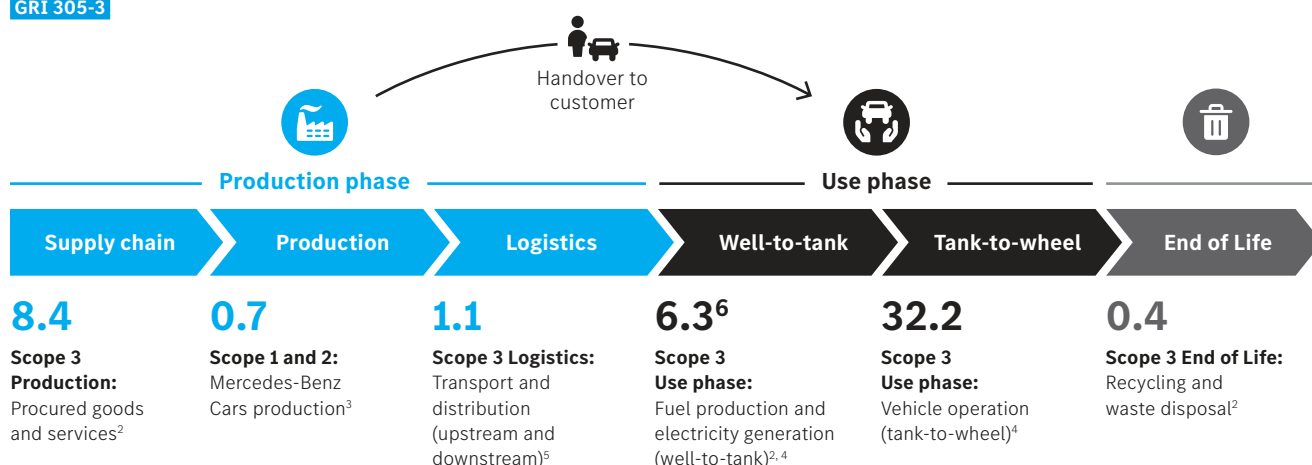 GRI 305-3
Handover to
customer
Production phase
Use phase
Supply chain
Production
Logistics
Well-to-tank
Tank-to-wheel
End of Life
8.4
Scope 3
Production:
Procured goods
and services²
0.7
Scope 1 and 2:
Mercedes-Benz
Cars production³
1.1
Scope 3 Logistics:
Transport and
distribution
(upstream and
downstream)⁵
6.3⁶
Scope 3
Use phase:
Fuel production and
electricity generation
(well-to-tank)²,⁴
32.2
Scope 3
Use phase:
Vehicle operation
(tank-to-wheel)⁴
0.4
Scope 3 End of Life:
Recycling and
waste disposal²